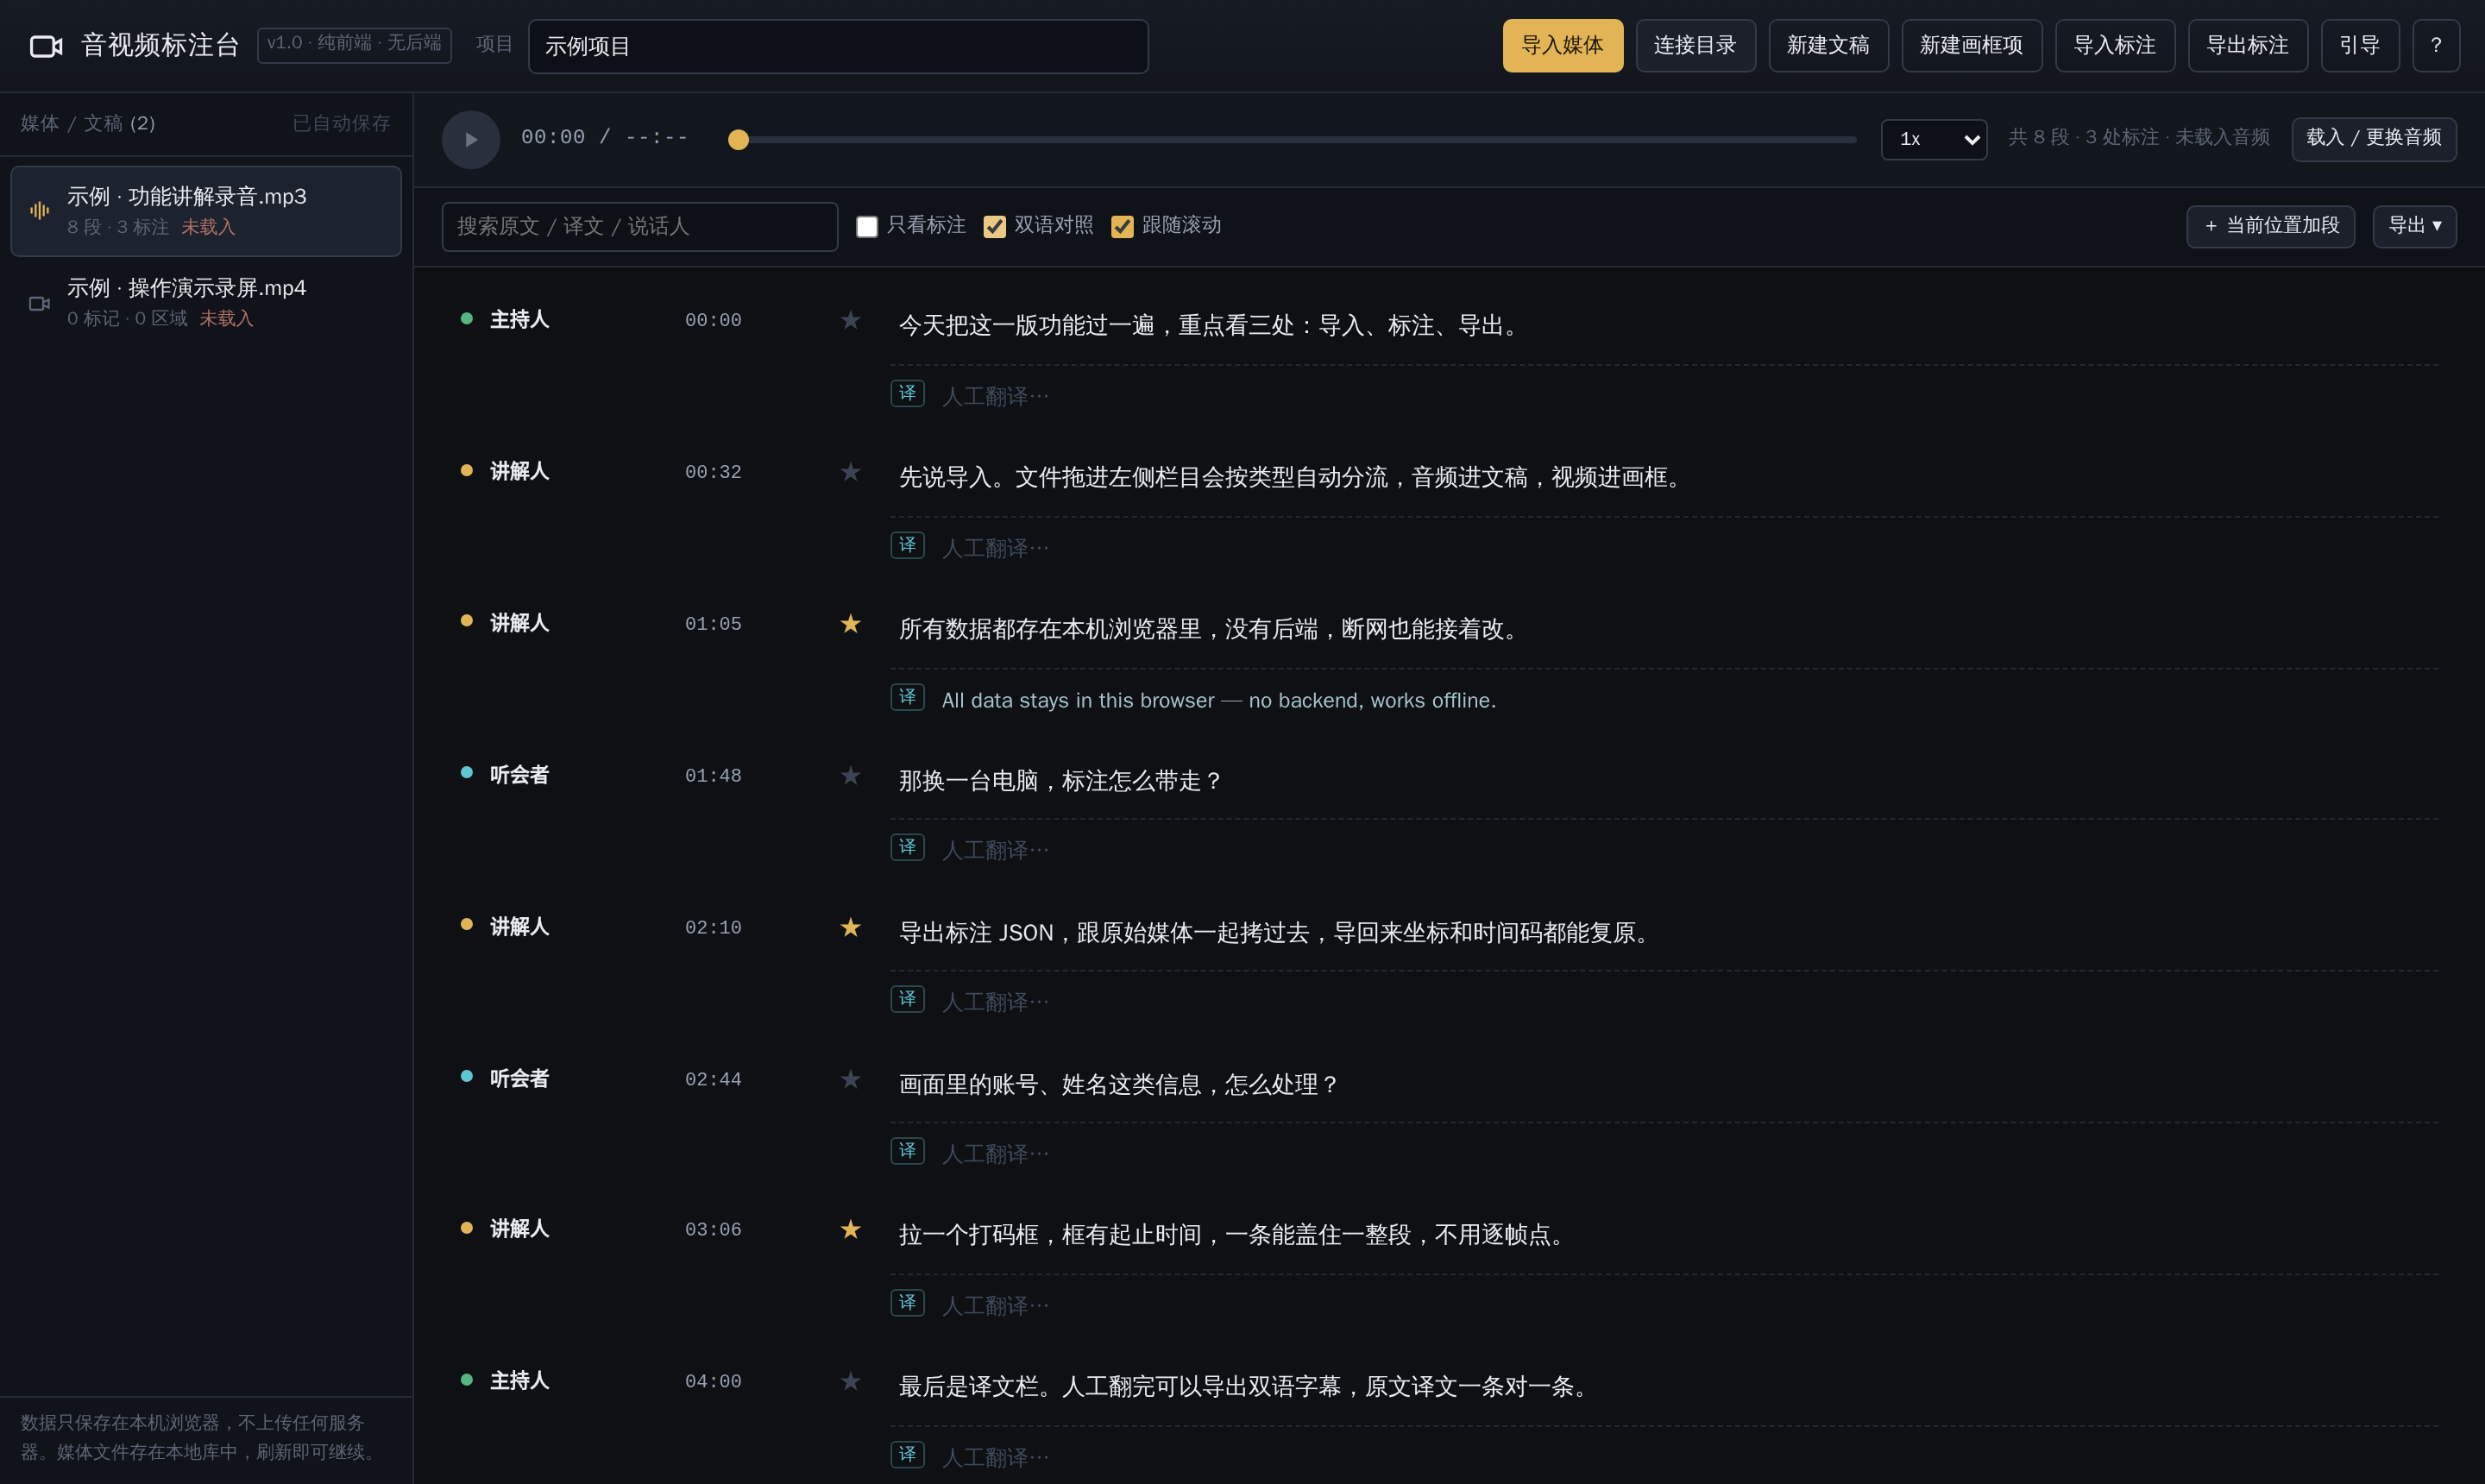 音视频标注台 v1.0 · 纯前端 · 无后端 项目 示例项目 导入媒体 连接目录 新建文稿 新建画框项 导入标注 导出标注 引导 ?
媒体 / 文稿 (2) 已自动保存
示例 · 功能讲解录音.mp3
8 段 · 3 标注 未载入
示例 · 操作演示录屏.mp4
0 标记 · 0 区域 未载入
数据只保存在本机浏览器，不上传任何服务
器。媒体文件存在本地库中，刷新即可继续。
00:00 / --:-- 1x 共 8 段 · 3 处标注 · 未载入音频 载入 / 更换音频
搜索原文 / 译文 / 说话人 只看标注 双语对照 跟随滚动 + 当前位置加段 导出 ▾
主持人 00:00 ★ 今天把这一版功能过一遍，重点看三处：导入、标注、导出。
译 人工翻译…
讲解人 00:32 ★ 先说导入。文件拖进左侧栏目会按类型自动分流，音频进文稿，视频进画框。
译 人工翻译…
讲解人 01:05 ★ 所有数据都存在本机浏览器里，没有后端，断网也能接着改。
译 All data stays in this browser — no backend, works offline.
听会者 01:48 ★ 那换一台电脑，标注怎么带走？
译 人工翻译…
讲解人 02:10 ★ 导出标注 JSON，跟原始媒体一起拷过去，导回来坐标和时间码都能复原。
译 人工翻译…
听会者 02:44 ★ 画面里的账号、姓名这类信息，怎么处理？
译 人工翻译…
讲解人 03:06 ★ 拉一个打码框，框有起止时间，一条能盖住一整段，不用逐帧点。
译 人工翻译…
主持人 04:00 ★ 最后是译文栏。人工翻完可以导出双语字幕，原文译文一条对一条。
译 人工翻译…